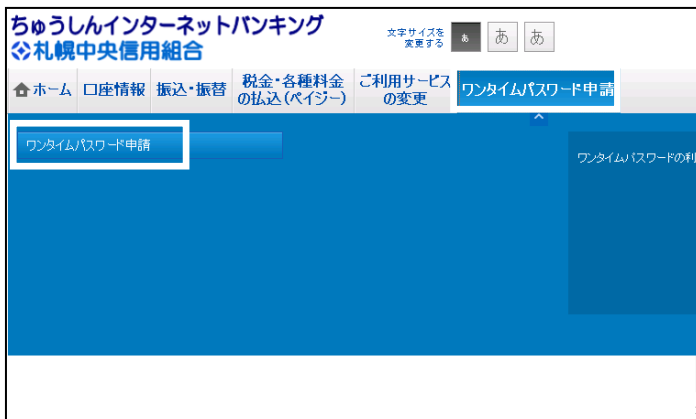 ちゅうしんインターネットバンキング
札幌中央信用組合
文字サイズを
変更する
あ あ あ
ホーム 口座情報 振込・振替 税金・各種料金
の払込(ペイジー) ご利用サービス
の変更 ワンタイムパスワード申請
ワンタイムパスワード申請
ワンタイムパスワードの利